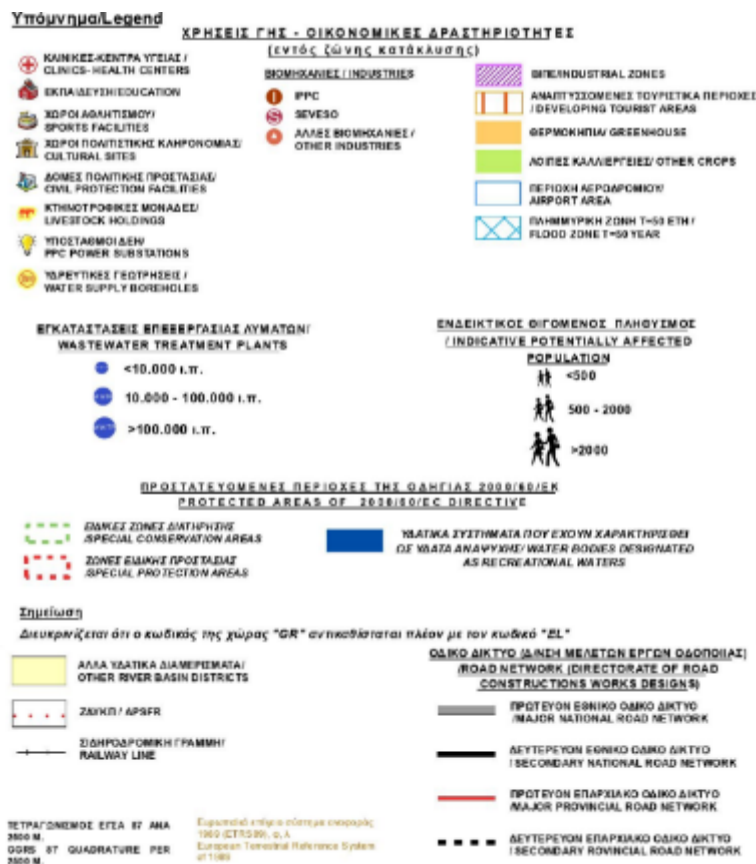 Υπόμνημα/Legend
ΧΡΗΣΕΙΣ ΓΗΣ - ΟΙΚΟΝΟΜΙΚΕΣ ΔΡΑΣΤΗΡΙΟΤΗΤΕΣ
(εντός ζώνης κατάκλυσης)
ΚΛΙΝΙΚΕΣ-ΚΕΝΤΡΑ ΥΓΕΙΑΣ /
CLINICS- HEALTH CENTERS
ΕΚΠΑΙΔΕΥΣΗ/EDUCATION
ΧΩΡΟΙ ΑΘΛΗΤΙΣΜΟΥ/
SPORTS FACILITIES
ΧΩΡΟΙ ΠΟΛΙΤΙΣΤΙΚΗΣ ΚΛΗΡΟΝΟΜΙΑΣ/
CULTURAL SITES
ΔΟΜΕΣ ΠΟΛΙΤΙΚΗΣ ΠΡΟΣΤΑΣΙΑΣ/
CIVIL PROTECTION FACILITIES
ΚΤΗΝΟΤΡΟΦΙΚΕΣ ΜΟΝΑΔΕΣ/
LIVESTOCK HOLDINGS
ΥΠΟΣΤΑΘΜΟΙ ΔΕΗ/
PPC POWER SUBSTATIONS
ΥΔΡΕΥΤΙΚΕΣ ΓΕΩΤΡΗΣΕΙΣ /
WATER SUPPLY BOREHOLES
ΒΙΟΜΗΧΑΝΙΕΣ / INDUSTRIES
IPPC
SEVESO
ΑΛΛΕΣ ΒΙΟΜΗΧΑΝΙΕΣ /
OTHER INDUSTRIES
ΒΙΠΕ/INDUSTRIAL ZONES
ΑΝΑΠΤΥΣΣΟΜΕΝΕΣ ΤΟΥΡΙΣΤΙΚΑ ΠΕΡΙΟΧΕΣ
/ DEVELOPING TOURIST AREAS
ΘΕΡΜΟΚΗΠΙΑ/ GREENHOUSE
ΛΟΙΠΕΣ ΚΑΛΛΙΕΡΓΕΙΕΣ/ OTHER CROPS
ΠΕΡΙΟΧΗ ΑΕΡΟΔΡΟΜΙΟΥ/
AIRPORT AREA
ΠΛΗΜΜΥΡΙΚΗ ΖΩΝΗ T=50 ΕΤΗ /
FLOOD ZONE T=50 YEAR
ΕΓΚΑΤΑΣΤΑΣΕΙΣ ΕΠΕΞΕΡΓΑΣΙΑΣ ΛΥΜΑΤΩΝ/
WASTEWATER TREATMENT PLANTS
<10.000 ι.π.
10.000 - 100.000 ι.π.
>100.000 ι.π.
ΕΝΔΕΙΚΤΙΚΟΣ ΘΙΓΟΜΕΝΟΣ ΠΛΗΘΥΣΜΟΣ
/ INDICATIVE POTENTIALLY AFFECTED
POPULATION
<500
500 - 2000
>2000
ΠΡΟΣΤΑΤΕΥΟΜΕΝΕΣ ΠΕΡΙΟΧΕΣ ΤΗΣ ΟΔΗΓΙΑΣ 2000/60/ΕΚ
PROTECTED AREAS OF 2000/60/EC DIRECTIVE
ΕΙΔΙΚΕΣ ΖΩΝΕΣ ΔΙΑΤΗΡΗΣΗΣ
/SPECIAL CONSERVATION AREAS
ΖΩΝΕΣ ΕΙΔΙΚΗΣ ΠΡΟΣΤΑΣΙΑΣ
/SPECIAL PROTECTION AREAS
ΥΔΑΤΙΚΑ ΣΥΣΤΗΜΑΤΑ ΠΟΥ ΕΧΟΥΝ ΧΑΡΑΚΤΗΡΙΣΘΕΙ
ΩΣ ΥΔΑΤΑ ΑΝΑΨΥΧΗΣ/ WATER BODIES DESIGNATED
AS RECREATIONAL WATERS
Σημείωση
Διευκρινίζεται ότι ο κωδικός της χώρας "GR" αντικαθίσταται πλέον με τον κωδικό "EL"
ΑΛΛΑ ΥΔΑΤΙΚΑ ΔΙΑΜΕΡΙΣΜΑΤΑ/
OTHER RIVER BASIN DISTRICTS
ΖΔΥΚΠ / APSFR
ΣΙΔΗΡΟΔΡΟΜΙΚΗ ΓΡΑΜΜΗ/
RAILWAY LINE
ΟΔΙΚΟ ΔΙΚΤΥΟ (Δ/ΝΣΗ ΜΕΛΕΤΩΝ ΕΡΓΩΝ ΟΔΟΠΟΙΙΑΣ)
/ROAD NETWORK (DIRECTORATE OF ROAD
CONSTRUCTIONS WORKS DESIGNS)
ΠΡΩΤΕΥΟΝ ΕΘΝΙΚΟ ΟΔΙΚΟ ΔΙΚΤΥΟ
/MAJOR NATIONAL ROAD NETWORK
ΔΕΥΤΕΡΕΥΟΝ ΕΘΝΙΚΟ ΟΔΙΚΟ ΔΙΚΤΥΟ
/ SECONDARY NATIONAL ROAD NETWORK
ΠΡΩΤΕΥΟΝ ΕΠΑΡΧΙΑΚΟ ΟΔΙΚΟ ΔΙΚΤΥΟ
/MAJOR PROVINCIAL ROAD NETWORK
ΔΕΥΤΕΡΕΥΟΝ ΕΠΑΡΧΙΑΚΟ ΟΔΙΚΟ ΔΙΚΤΥΟ
/ SECONDARY ROVINCIAL ROAD NETWORK
ΤΕΤΡΑΓΩΝΙΣΜΟΣ ΕΓΣΑ 87 ΑΝΑ
2500 Μ.
GGRS 87 QUADRATURE PER
2500 M.
Ευρωπαϊκό επίγειο σύστημα αναφοράς
1989 (ETRS89), φ, λ
European Terrestrial Reference System
of 1989